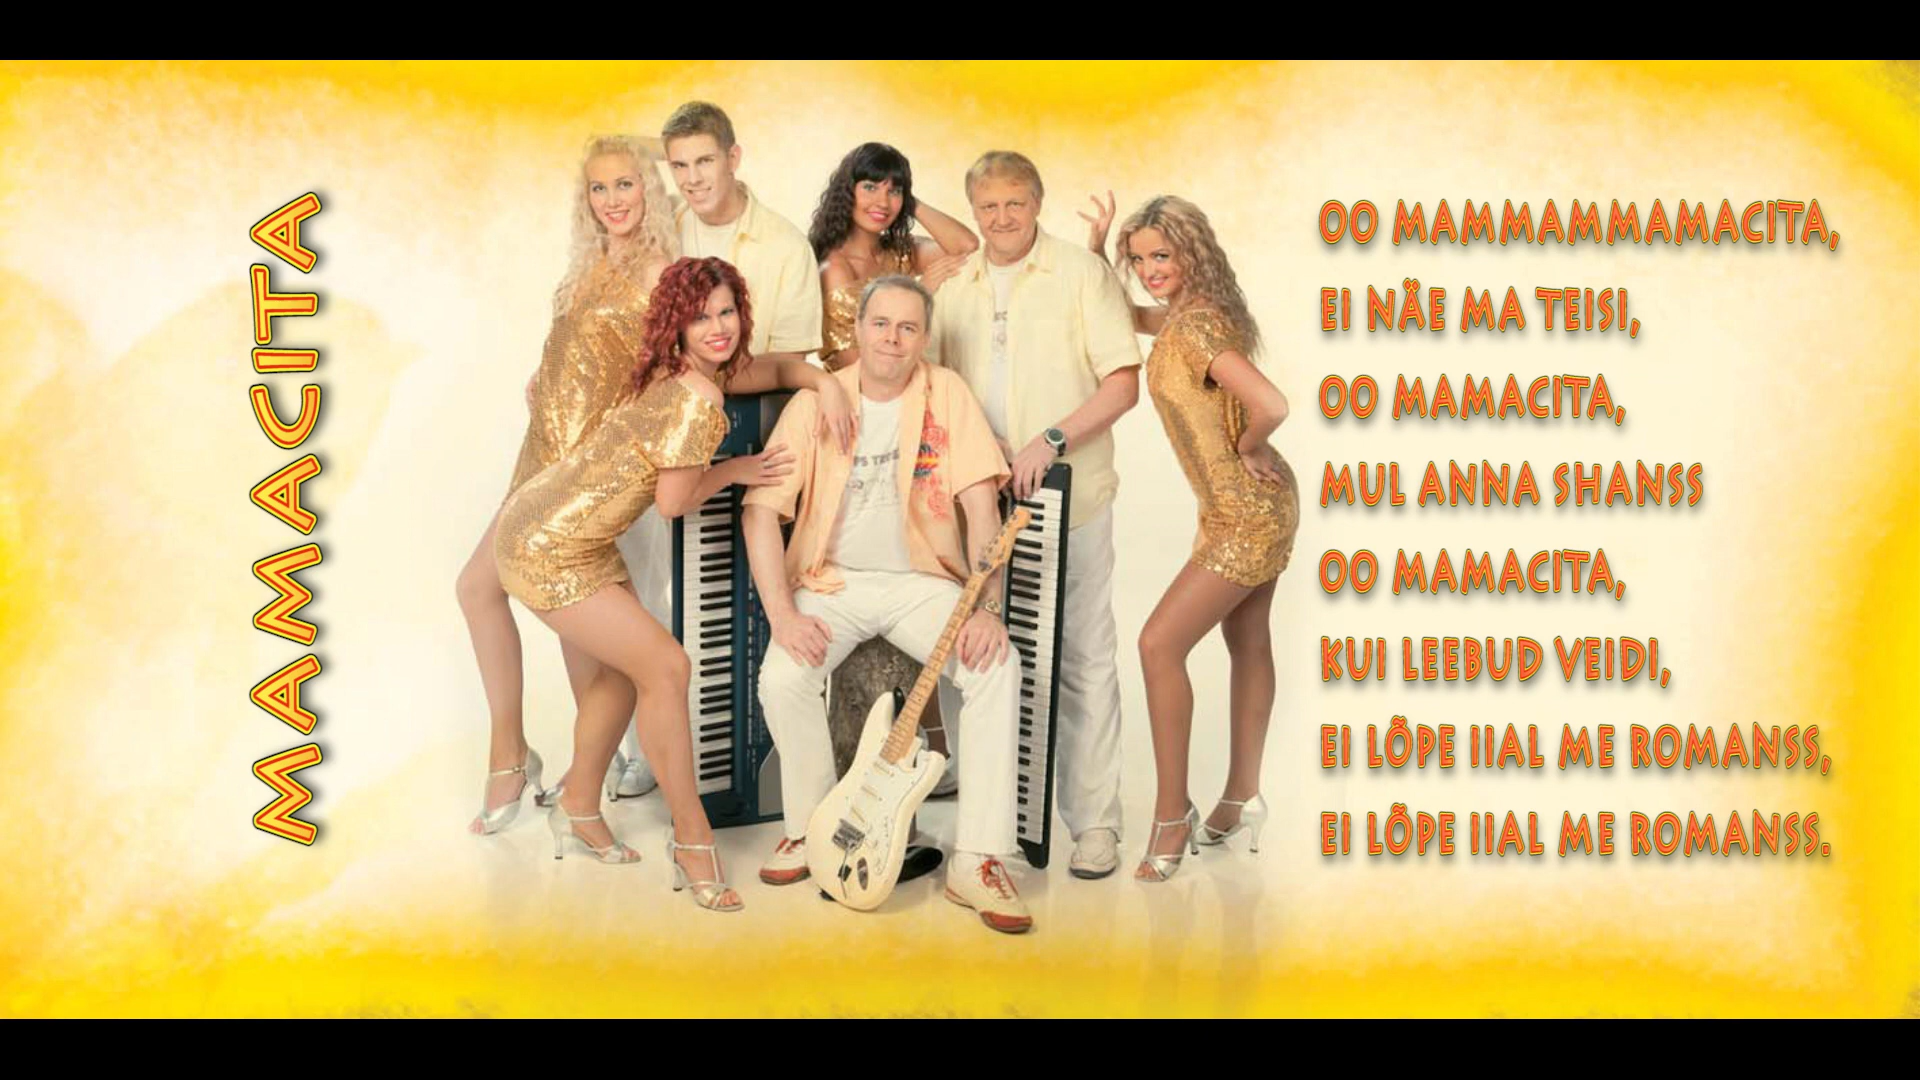 MAMACITA
OO MAMMAMMAMACITA,
EI NÄE MA TEISI,
OO MAMACITA,
MUL ANNA SHANSS
OO MAMACITA,
KUI LEEBUD VEIDI,
EI LÕPE IIAL ME ROMANSS,
EI LÕPE IIAL ME ROMANSS.